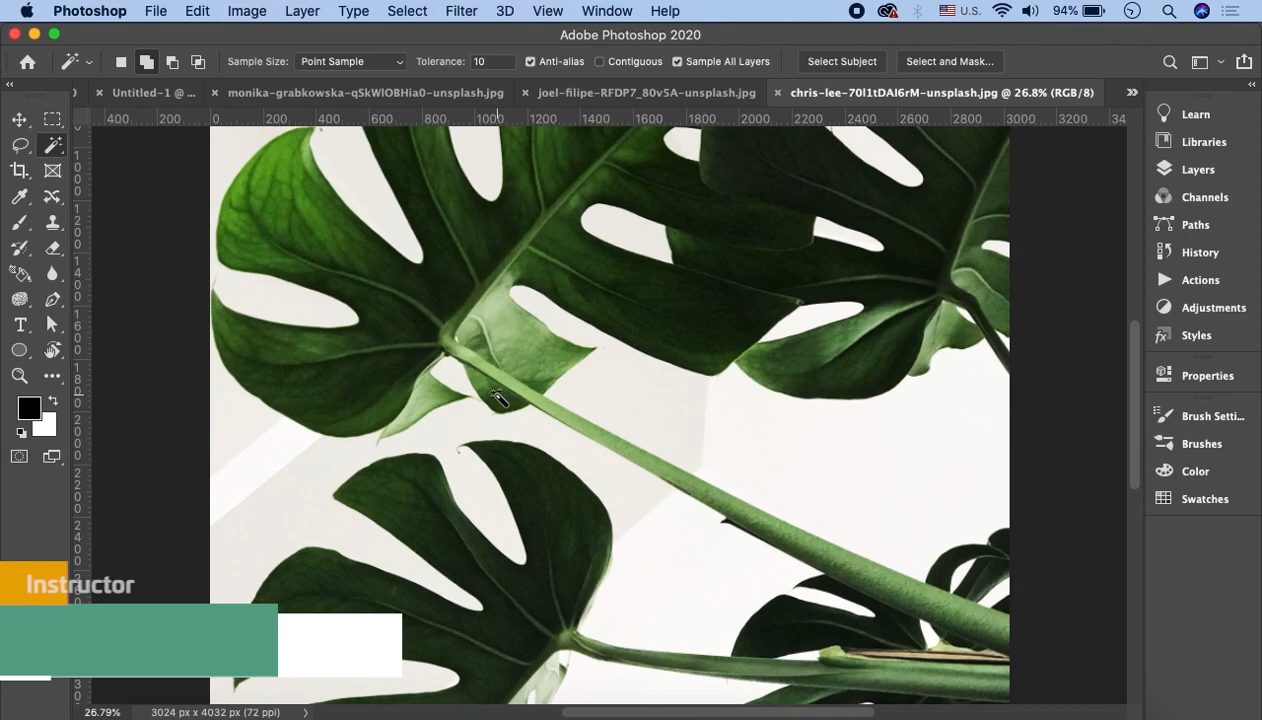 Photoshop File Edit Image Layer Type Select Filter 3D View Window Help U.S. 94%
Adobe Photoshop 2020
Sample Size: Point Sample Tolerance: 10 Anti-alias Contiguous Sample All Layers Select Subject Select and Mask...
Untitled-1 @ ... monika-grabkowska-qSkWlOBHia0-unsplash.jpg joel-filipe-RFDP7_80v5A-unsplash.jpg chris-lee-70l1tDAI6rM-unsplash.jpg @ 26.8% (RGB/8)
400 200 0 200 400 600 800 1000 1200 1400 1600 1800 2000 2200 2400 2600 2800 3000 3200 34
Learn
Libraries
Layers
Channels
Paths
History
Actions
Adjustments
Styles
Properties
Brush Setti...
Brushes
Color
Swatches
Instructor
26.79% 3024 px x 4032 px (72 ppi)